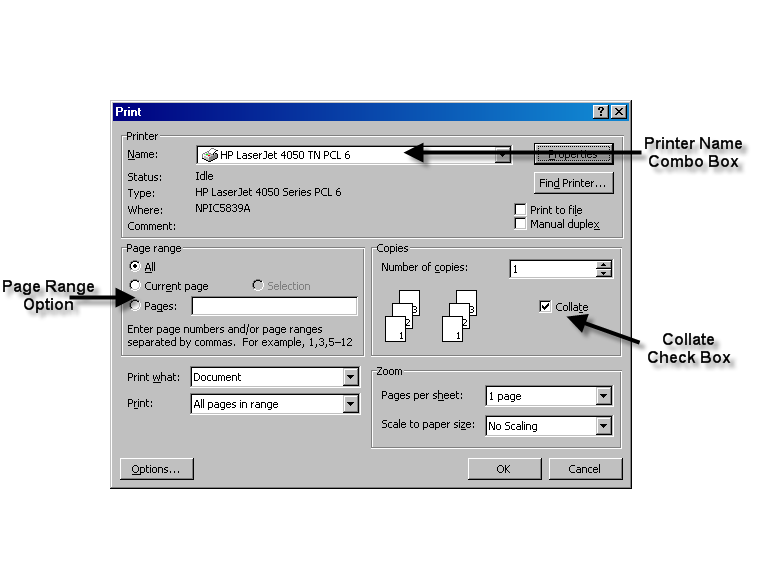 Print
Printer
Name: HP LaserJet 4050 TN PCL 6 Properties
Printer Name
Combo Box
Status: Idle
Find Printer...
Type: HP LaserJet 4050 Series PCL 6
Where: NPIC5839A
Print to file
Comment:
Manual duplex
Page range
All
Current page Selection
Pages:
Page Range
Option
Enter page numbers and/or page ranges
separated by commas. For example, 1,3,5–12
Copies
Number of copies: 1
1 2 3 1 2 3
Collate
Collate
Check Box
Print what: Document
Print: All pages in range
Zoom
Pages per sheet: 1 page
Scale to paper size: No Scaling
Options... OK Cancel